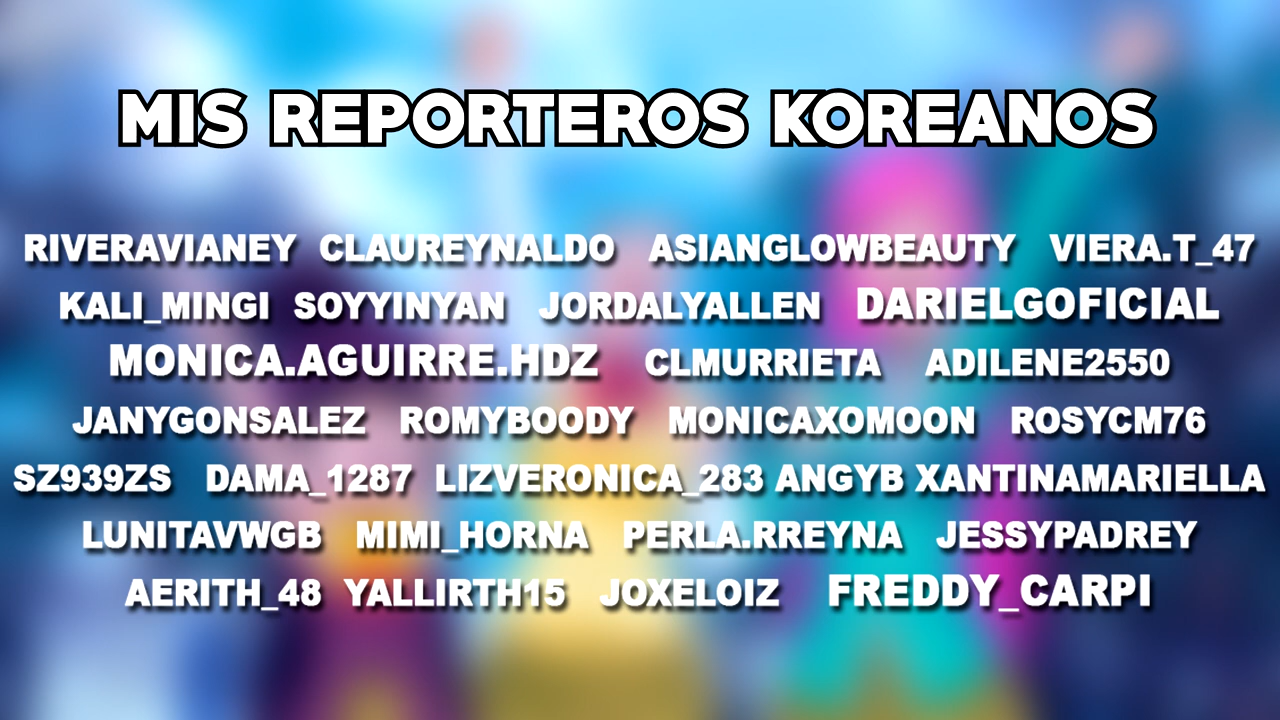 MIS REPORTEROS KOREANOS
RIVERAVIANEY CLAUREYNALDO ASIANGLOWBEAUTY VIERA.T_47
KALI_MINGI SOYYINYAN JORDALYALLEN DARIELGOFICIAL
MONICA.AGUIRRE.HDZ CLMURRIETA ADILENE2550
JANYGONSALEZ ROMYBOODY MONICAXOMOON ROSYCM76
SZ939ZS DAMA_1287 LIZVERONICA_283 ANGYB XANTINAMARIELLA
LUNITAVWGB MIMI_HORNA PERLA.RREYNA JESSYPADREY
AERITH_48 YALLIRTH15 JOXELOIZ FREDDY_CARPI